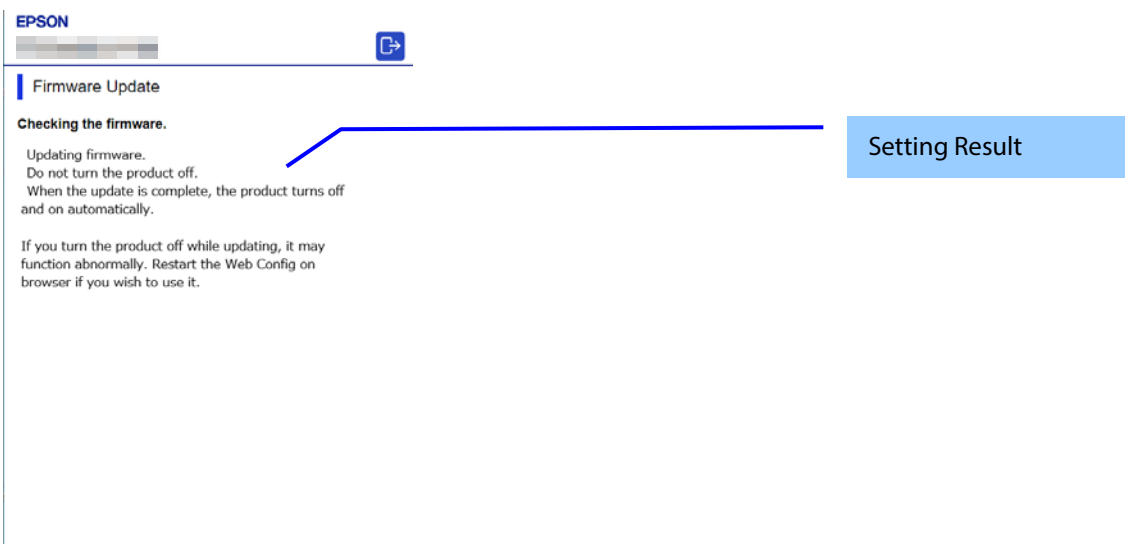 EPSON
Firmware Update
Checking the firmware.
Updating firmware.
Do not turn the product off.
When the update is complete, the product turns off
and on automatically.
If you turn the product off while updating, it may
function abnormally. Restart the Web Config on
browser if you wish to use it.
Setting Result